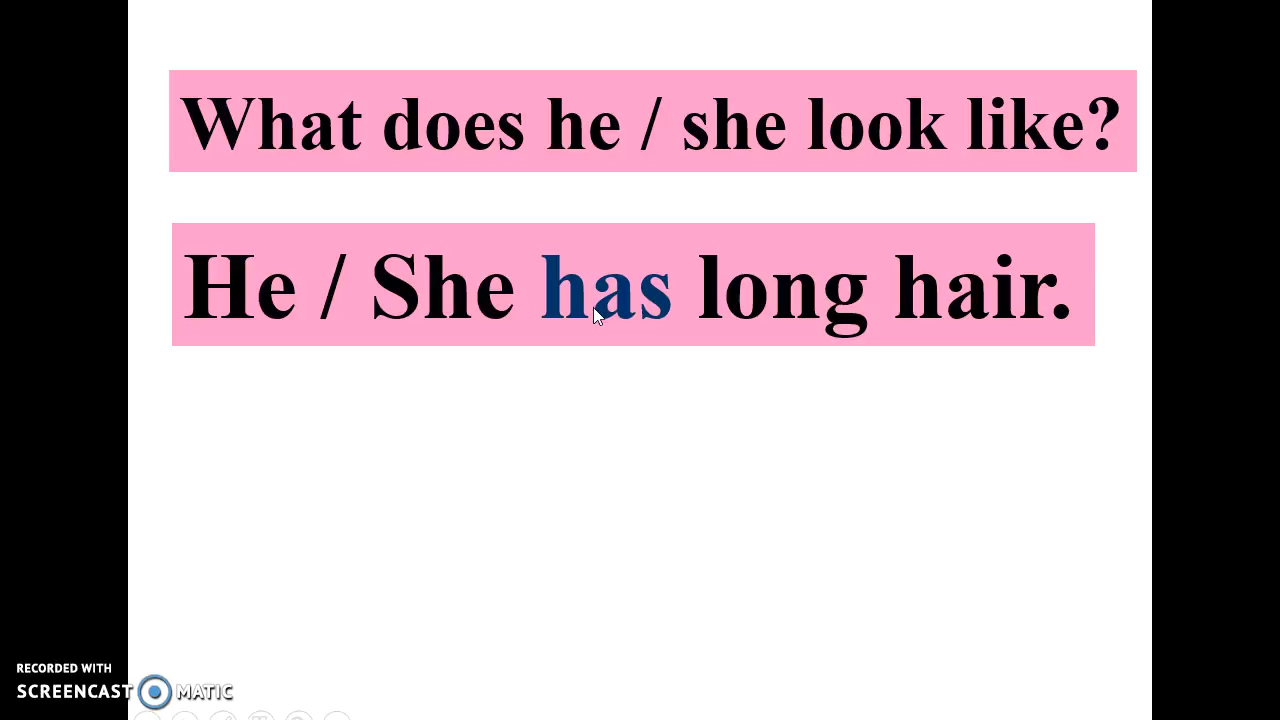 What does he / she look like?
He / She has long hair.
RECORDED WITH
SCREENCAST MATIC